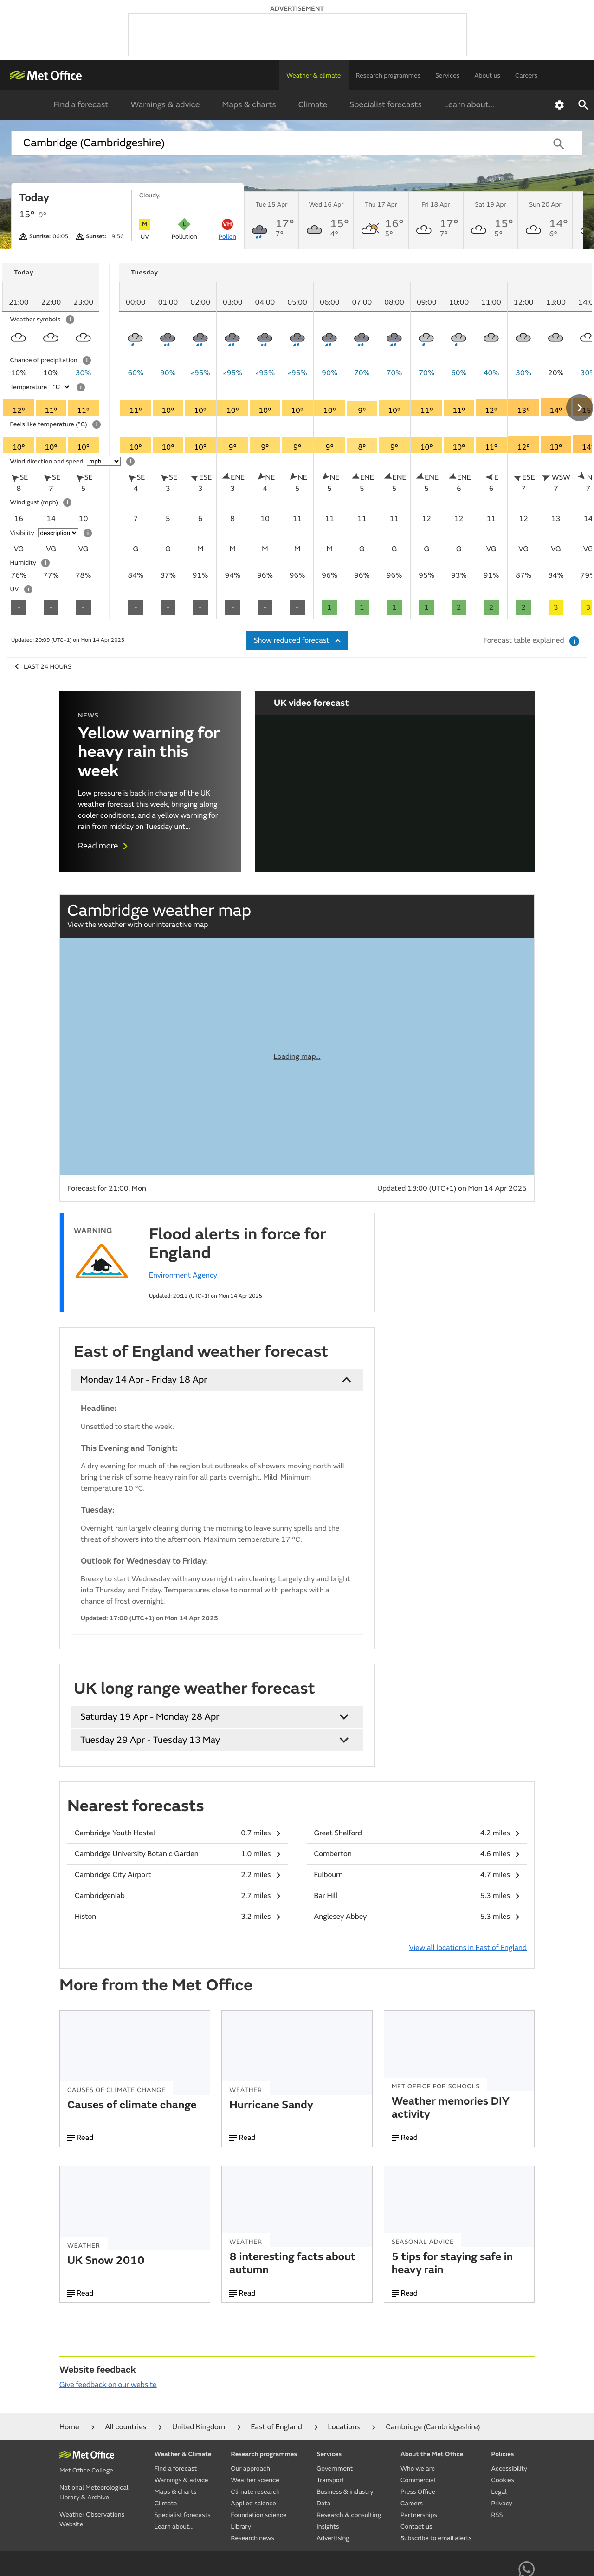 ADVERTISEMENT
Met Office
Weather & climate Research programmes Services About us Careers
Find a forecast Warnings & advice Maps & charts Climate Specialist forecasts Learn about...
Cambridge (Cambridgeshire)
Today
15° 9°
Sunrise: 06:05 Sunset: 19:56
Cloudy.
M L VH
UV Pollution Pollen
Tue 15 Apr Wed 16 Apr Thu 17 Apr Fri 18 Apr Sat 19 Apr Sun 20 Apr
17° 15° 16° 17° 15° 14°
7° 4° 5° 7° 5° 6°
Today Tuesday
21:00 22:00 23:00 00:00 01:00 02:00 03:00 04:00 05:00 06:00 07:00 08:00 09:00 10:00 11:00 12:00 13:00 14:0
Weather symbols i
Chance of precipitation i
10% 10% 30% 60% 90% ≥95% ≥95% ≥95% ≥95% 90% 70% 70% 70% 60% 40% 30% 20% 30%
Temperature °C i
12° 11° 11° 11° 10° 10° 10° 10° 10° 10° 9° 10° 11° 11° 12° 13° 14° 15
Feels like temperature (°C) i
10° 10° 10° 10° 10° 10° 9° 9° 9° 9° 8° 9° 10° 10° 11° 12° 13° 14
Wind direction and speed mph i
SE SE SE SE SE ESE ENE NE NE NE ENE ENE ENE ENE E ESE WSW N
8 7 5 4 3 3 3 4 5 5 5 5 5 6 6 7 7 7
Wind gust (mph) i
16 14 10 7 5 6 8 10 11 11 11 11 12 12 11 12 13 14
Visibility description i
VG VG VG G G M M M M M G G G G VG VG VG VG
Humidity i
76% 77% 78% 84% 87% 91% 94% 96% 96% 96% 96% 96% 95% 93% 91% 87% 84% 79%
UV i
- - - - - - - - - 1 1 1 1 2 2 2 3 3
Updated: 20:09 (UTC+1) on Mon 14 Apr 2025
Show reduced forecast
Forecast table explained i
LAST 24 HOURS
NEWS
Yellow warning for
heavy rain this
week
Low pressure is back in charge of the UK
weather forecast this week, bringing along
cooler conditions, and a yellow warning for
rain from midday on Tuesday unt...
Read more
UK video forecast
Cambridge weather map
View the weather with our interactive map
Loading map...
Forecast for 21:00, Mon
Updated 18:00 (UTC+1) on Mon 14 Apr 2025
WARNING
Flood alerts in force for
England
Environment Agency
Updated: 20:12 (UTC+1) on Mon 14 Apr 2025
East of England weather forecast
Monday 14 Apr - Friday 18 Apr
Headline:
Unsettled to start the week.
This Evening and Tonight:
A dry evening for much of the region but outbreaks of showers moving north will
bring the risk of some heavy rain for all parts overnight. Mild. Minimum
temperature 10 °C.
Tuesday:
Overnight rain largely clearing during the morning to leave sunny spells and the
threat of showers into the afternoon. Maximum temperature 17 °C.
Outlook for Wednesday to Friday:
Breezy to start Wednesday with any overnight rain clearing. Largely dry and bright
into Thursday and Friday. Temperatures close to normal with perhaps with a
chance of frost overnight.
Updated: 17:00 (UTC+1) on Mon 14 Apr 2025
UK long range weather forecast
Saturday 19 Apr - Monday 28 Apr
Tuesday 29 Apr - Tuesday 13 May
Nearest forecasts
Cambridge Youth Hostel 0.7 miles
Cambridge University Botanic Garden 1.0 miles
Cambridge City Airport 2.2 miles
Cambridgeniab 2.7 miles
Histon 3.2 miles
Great Shelford 4.2 miles
Comberton 4.6 miles
Fulbourn 4.7 miles
Bar Hill 5.3 miles
Anglesey Abbey 5.3 miles
View all locations in East of England
More from the Met Office
CAUSES OF CLIMATE CHANGE
Causes of climate change
Read
WEATHER
Hurricane Sandy
Read
MET OFFICE FOR SCHOOLS
Weather memories DIY
activity
Read
WEATHER
UK Snow 2010
Read
WEATHER
8 interesting facts about
autumn
Read
SEASONAL ADVICE
5 tips for staying safe in
heavy rain
Read
Website feedback
Give feedback on our website
Home All countries United Kingdom East of England Locations Cambridge (Cambridgeshire)
Met Office
Met Office College
National Meteorological
Library & Archive
Weather Observations
Website
Weather & Climate
Find a forecast
Warnings & advice
Maps & charts
Climate
Specialist forecasts
Learn about...
Research programmes
Our approach
Weather science
Climate research
Applied science
Foundation science
Library
Research news
Services
Government
Transport
Business & industry
Data
Research & consulting
Insights
Advertising
About the Met Office
Who we are
Commercial
Press Office
Careers
Partnerships
Contact us
Subscribe to email alerts
Policies
Accessibility
Cookies
Legal
Privacy
RSS